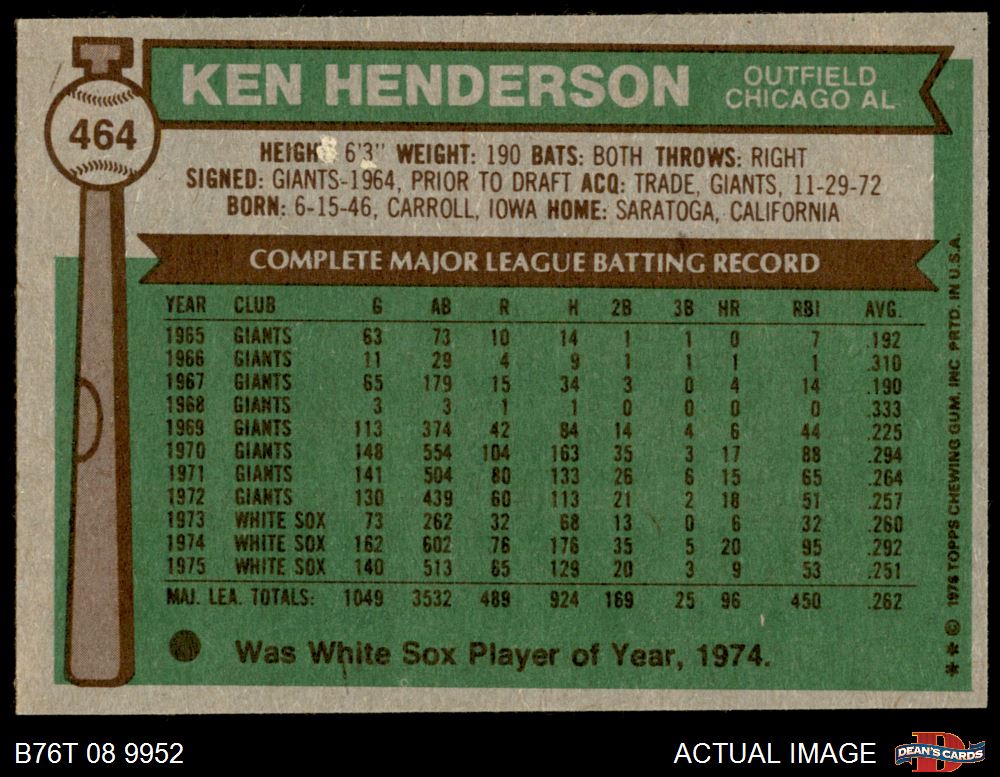 464
KEN HENDERSON
OUTFIELD
CHICAGO AL
HEIGH 6'3" WEIGHT: 190 BATS: BOTH THROWS: RIGHT
SIGNED: GIANTS-1964, PRIOR TO DRAFT ACQ: TRADE, GIANTS, 11-29-72
BORN: 6-15-46, CARROLL, IOWA HOME: SARATOGA, CALIFORNIA
COMPLETE MAJOR LEAGUE BATTING RECORD
YEAR CLUB G AB R H 2B 3B HR RBI AVG.
1965 GIANTS 63 73 10 14 1 1 0 7 .192
1966 GIANTS 11 29 4 9 1 1 1 1 .310
1967 GIANTS 65 179 15 34 3 0 4 14 .190
1968 GIANTS 3 3 1 1 0 0 0 0 .333
1969 GIANTS 113 374 42 84 14 4 6 44 .225
1970 GIANTS 148 554 104 163 35 3 17 88 .294
1971 GIANTS 141 504 80 133 26 6 15 65 .264
1972 GIANTS 130 439 60 113 21 2 18 51 .257
1973 WHITE SOX 73 262 32 68 13 0 6 32 .260
1974 WHITE SOX 162 602 76 176 35 5 20 95 .292
1975 WHITE SOX 140 513 65 129 20 3 9 53 .251
MAJ. LEA. TOTALS: 1049 3532 489 924 169 25 96 450 .262
Was White Sox Player of Year, 1974.
** © 1976 TOPPS CHEWING GUM, INC. PRTD. IN U.S.A.
B76T 08 9952
ACTUAL IMAGE
DEAN'S CARDS